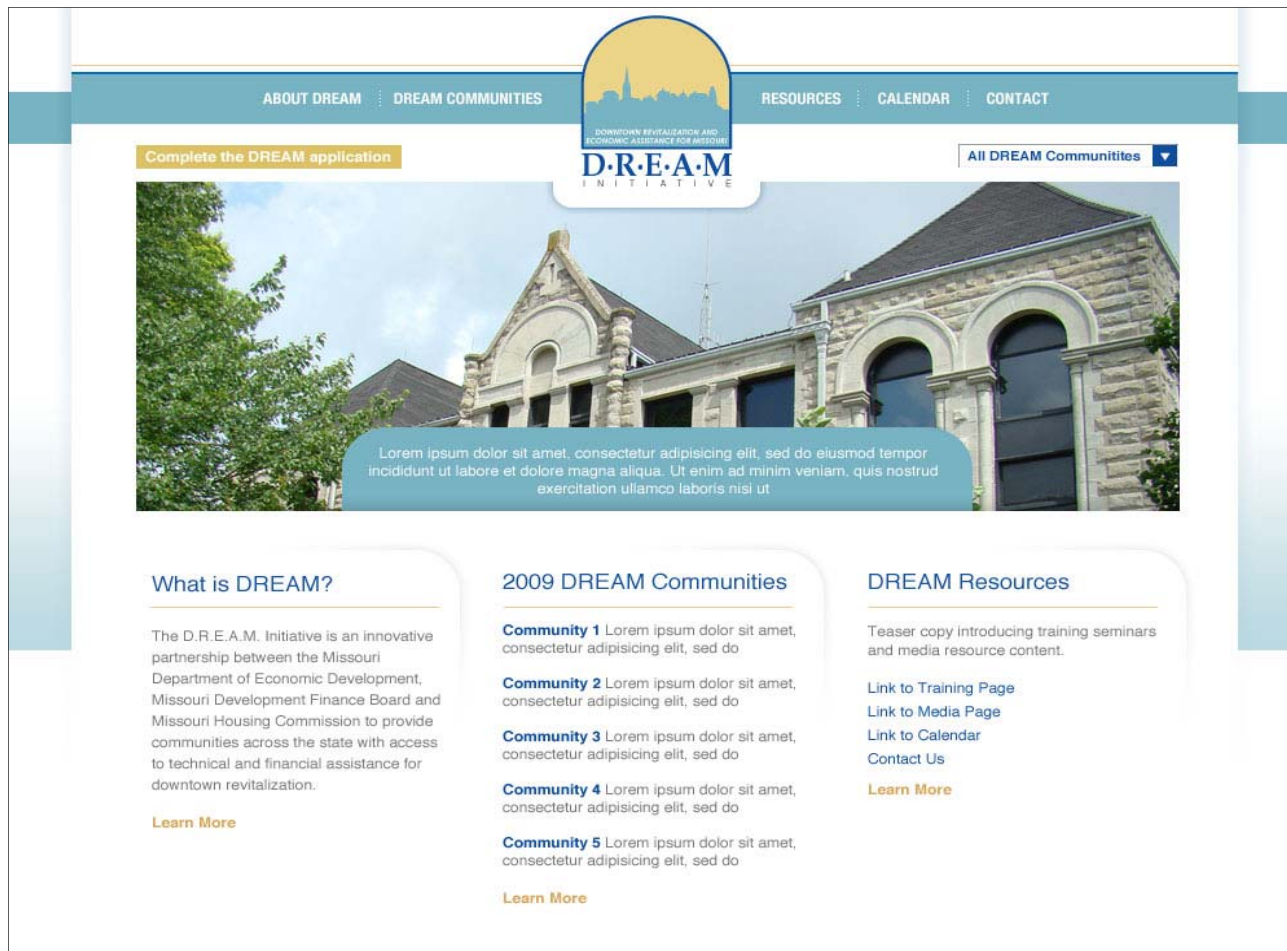 ABOUT DREAM
DREAM COMMUNITIES
DOWNTOWN REVITALIZATION AND
ECONOMIC ASSISTANCE FOR MISSOURI
D·R·E·A·M
INITIATIVE
RESOURCES
CALENDAR
CONTACT
Complete the DREAM application
All DREAM Communitites
Lorem ipsum dolor sit amet, consectetur adipisicing elit, sed do eiusmod tempor
incididunt ut labore et dolore magna aliqua. Ut enim ad minim veniam, quis nostrud
exercitation ullamco laboris nisi ut
What is DREAM?
The D.R.E.A.M. Initiative is an innovative
partnership between the Missouri
Department of Economic Development,
Missouri Development Finance Board and
Missouri Housing Commission to provide
communities across the state with access
to technical and financial assistance for
downtown revitalization.
Learn More
2009 DREAM Communities
Community 1 Lorem ipsum dolor sit amet,
consectetur adipisicing elit, sed do
Community 2 Lorem ipsum dolor sit amet,
consectetur adipisicing elit, sed do
Community 3 Lorem ipsum dolor sit amet,
consectetur adipisicing elit, sed do
Community 4 Lorem ipsum dolor sit amet,
consectetur adipisicing elit, sed do
Community 5 Lorem ipsum dolor sit amet,
consectetur adipisicing elit, sed do
Learn More
DREAM Resources
Teaser copy introducing training seminars
and media resource content.
Link to Training Page
Link to Media Page
Link to Calendar
Contact Us
Learn More